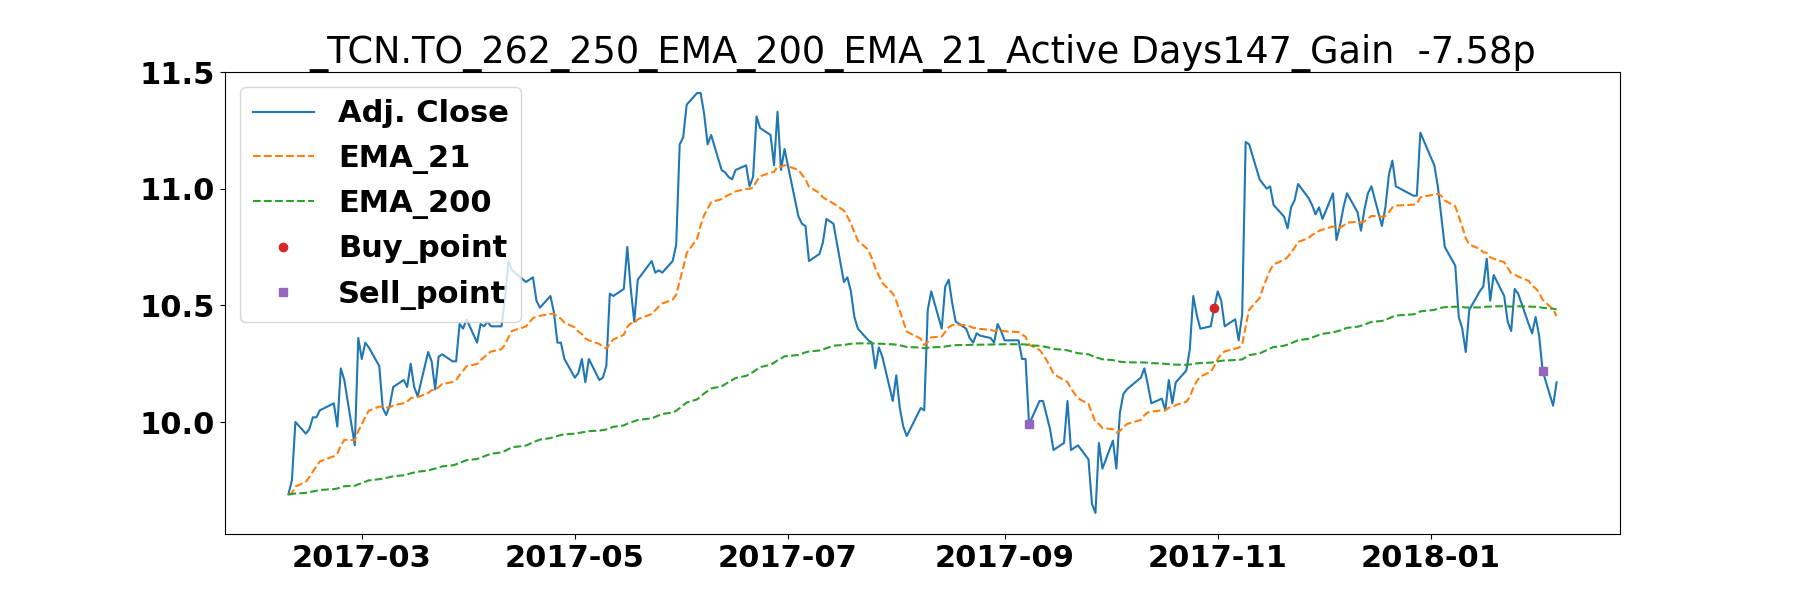 _TCN.TO_262_250_EMA_200_EMA_21_Active Days147_Gain  -7.58p
11.5
11.0
10.5
10.0
Adj. Close
EMA_21
EMA_200
Buy_point
Sell_point
2017-03 2017-05 2017-07 2017-09 2017-11 2018-01